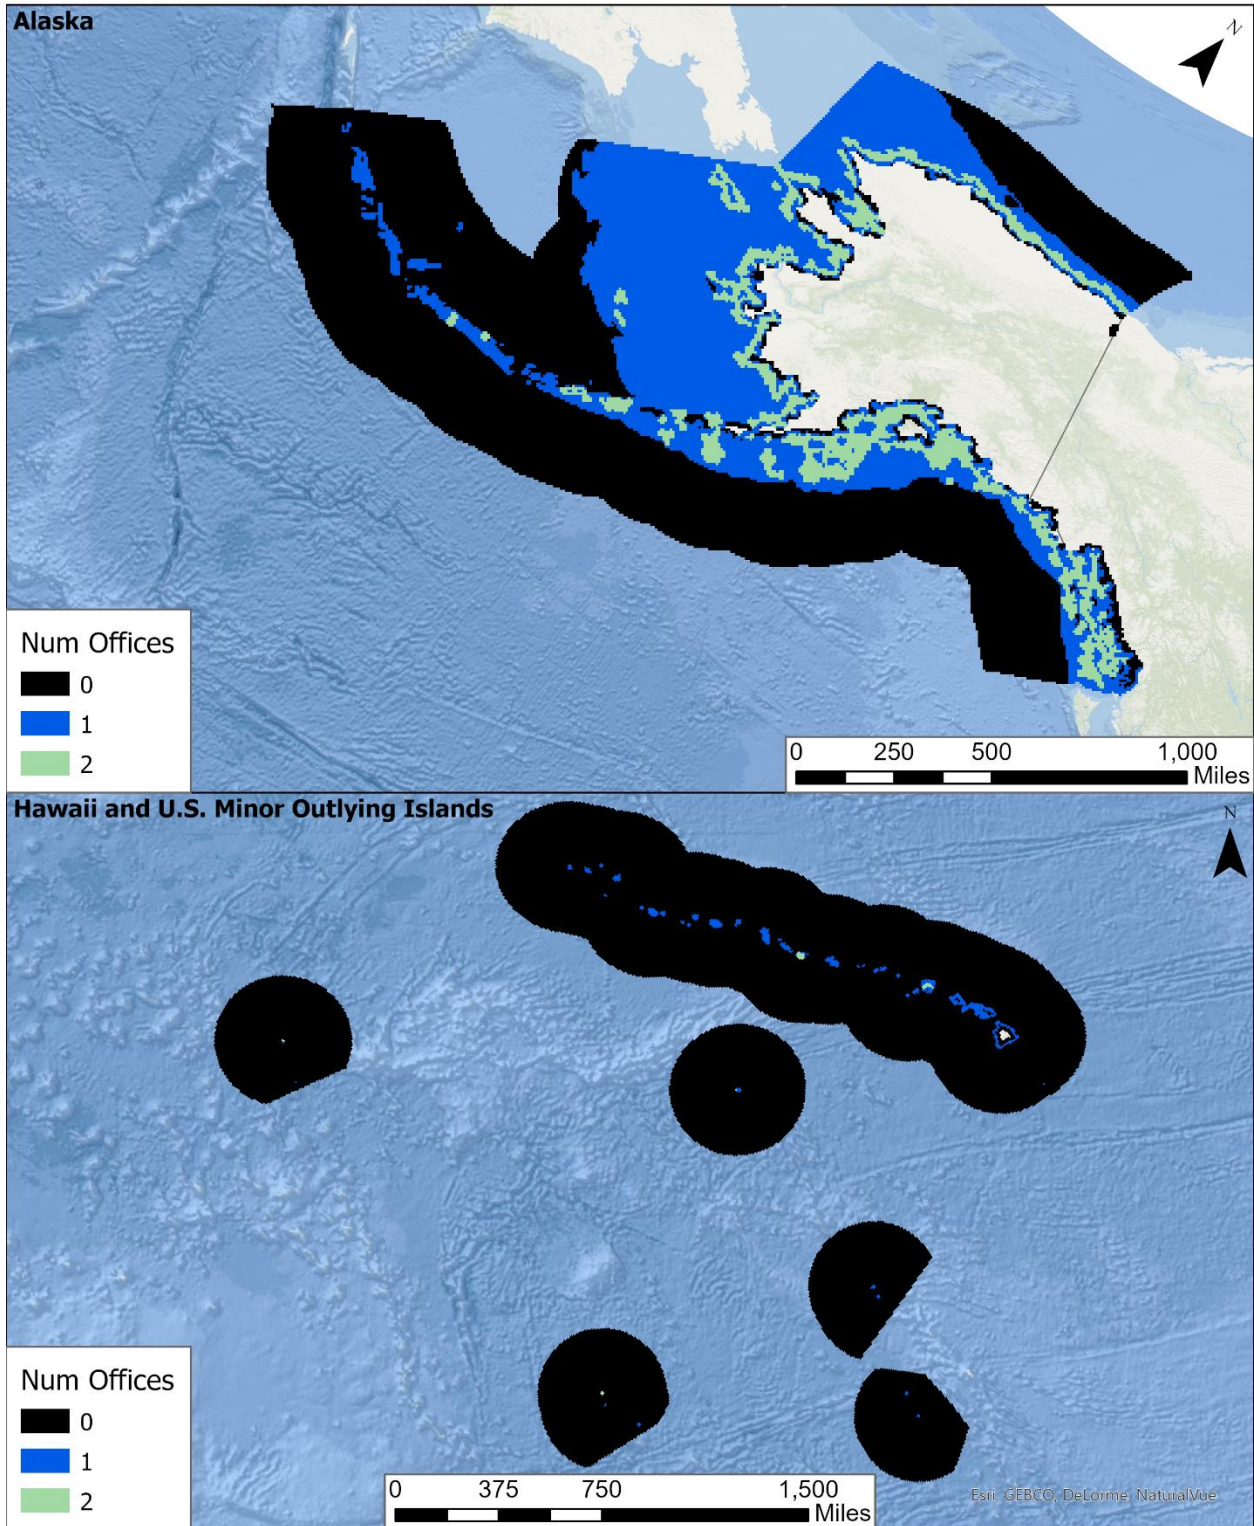 Alaska
N
Num Offices
0
1
2
0 250 500 1,000
Miles
Hawaii and U.S. Minor Outlying Islands
N
Num Offices
0
1
2
0 375 750 1,500
Miles
Esri, GEBCO, DeLorme, NaturalVue